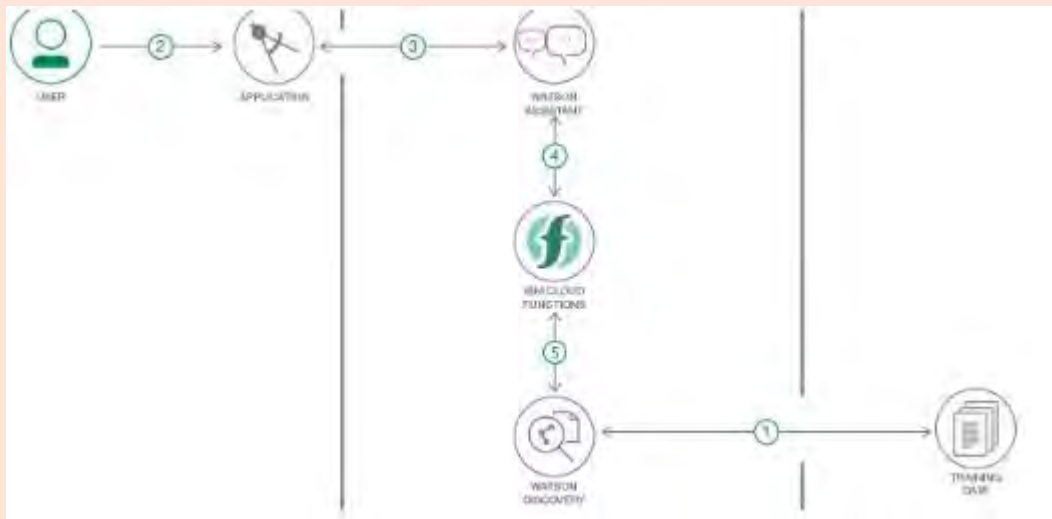 2
3
USER
APPLICATION
WATSON
ASSISTANT
4
IBM CLOUD
FUNCTIONS
5
1
WATSON
DISCOVERY
TRAINING
DATA